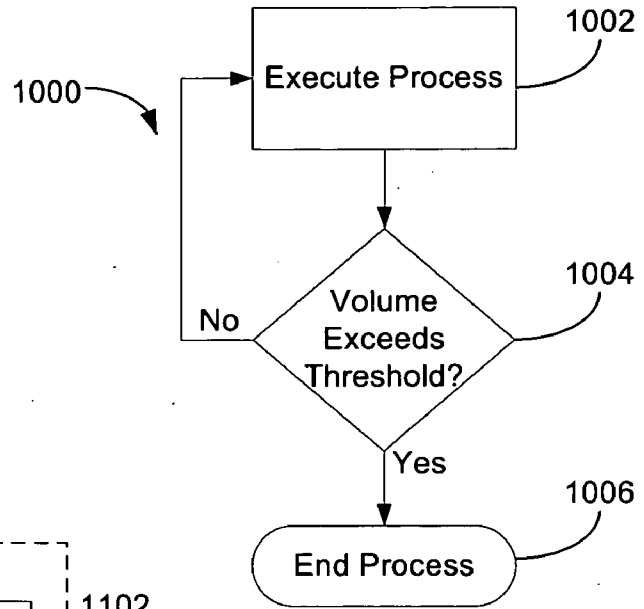 1002
Execute Process
1000
1004
Volume
Exceeds
Threshold?
No
Yes
1006
End Process
1102